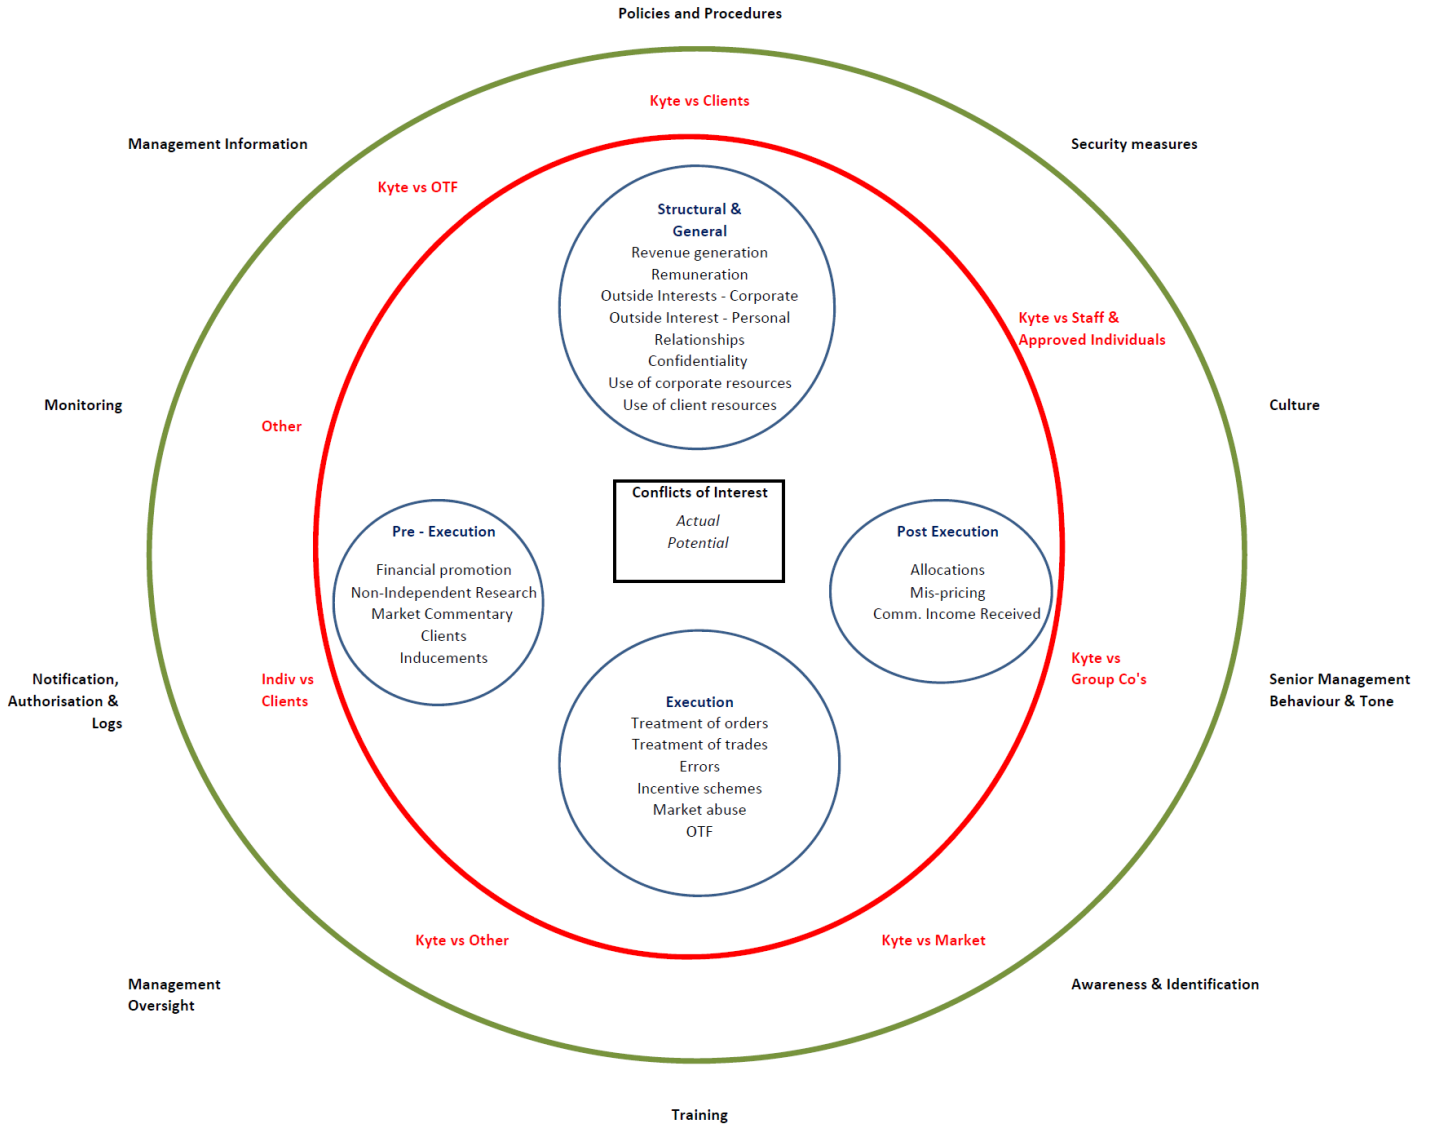 Policies and Procedures
Kyte vs Clients
Management Information
Security measures
Kyte vs OTF
Structural &
General
Revenue generation
Remuneration
Outside Interests - Corporate
Outside Interest - Personal
Relationships
Confidentiality
Use of corporate resources
Use of client resources
Kyte vs Staff &
Approved Individuals
Monitoring
Other
Culture
Conflicts of Interest
Actual
Potential
Pre - Execution
Financial promotion
Non-Independent Research
Market Commentary
Clients
Inducements
Post Execution
Allocations
Mis-pricing
Comm. Income Received
Notification,
Authorisation &
Logs
Indiv vs
Clients
Kyte vs
Group Co's
Senior Management
Behaviour & Tone
Execution
Treatment of orders
Treatment of trades
Errors
Incentive schemes
Market abuse
OTF
Kyte vs Other
Kyte vs Market
Management
Oversight
Awareness & Identification
Training